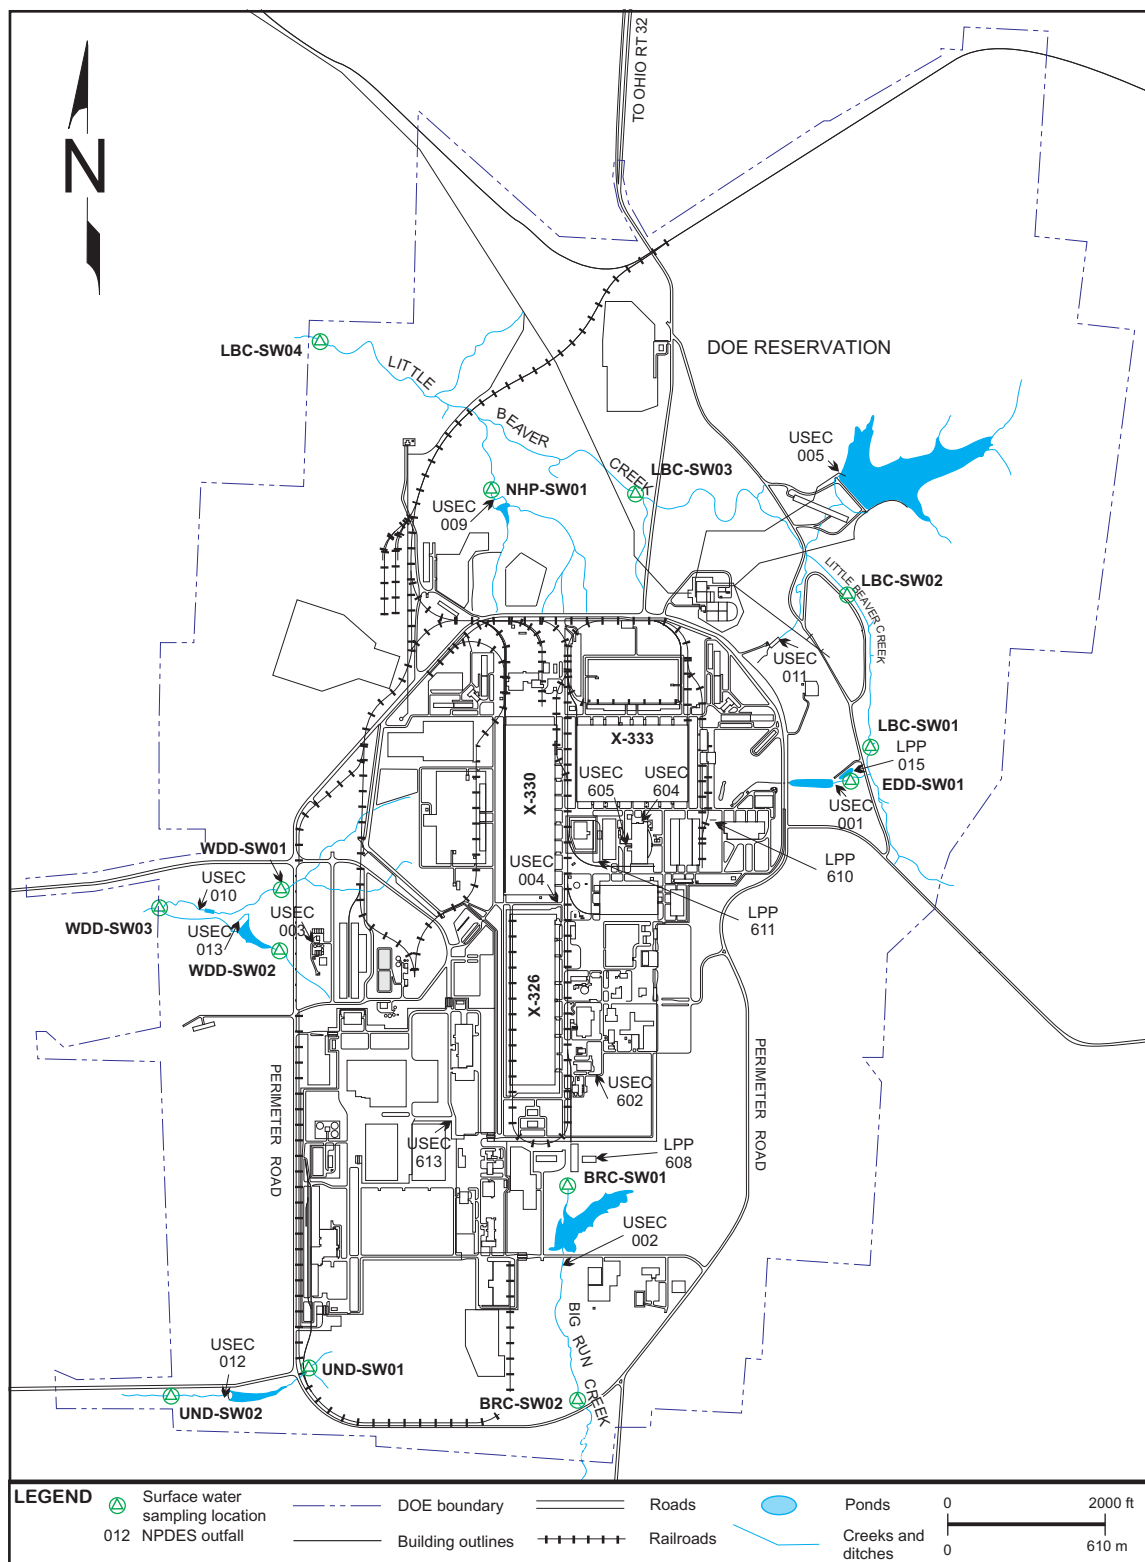 TO OHIO RT 32
N
DOE RESERVATION
LBC-SW04
LITTLE
BEAVER
CREEK
LBC-SW03
USEC
005
NHP-SW01
USEC
009
LBC-SW02
LITTLE BEAVER CREEK
USEC
011
LBC-SW01
LPP
015
EDD-SW01
USEC
001
X-333
X-330
USEC
605
USEC
604
WDD-SW01
USEC
004
LPP
610
USEC
010
LPP
611
WDD-SW03
USEC
013
USEC
003
WDD-SW02
X-326
PERIMETER ROAD
PERIMETER ROAD
USEC
602
USEC
613
LPP
608
BRC-SW01
USEC
002
BIG RUN CREEK
USEC
012
UND-SW01
UND-SW02
BRC-SW02
LEGEND
Surface water
sampling location
012 NPDES outfall
DOE boundary
Building outlines
Roads
Railroads
Ponds
Creeks and
ditches
0 2000 ft
0 610 m